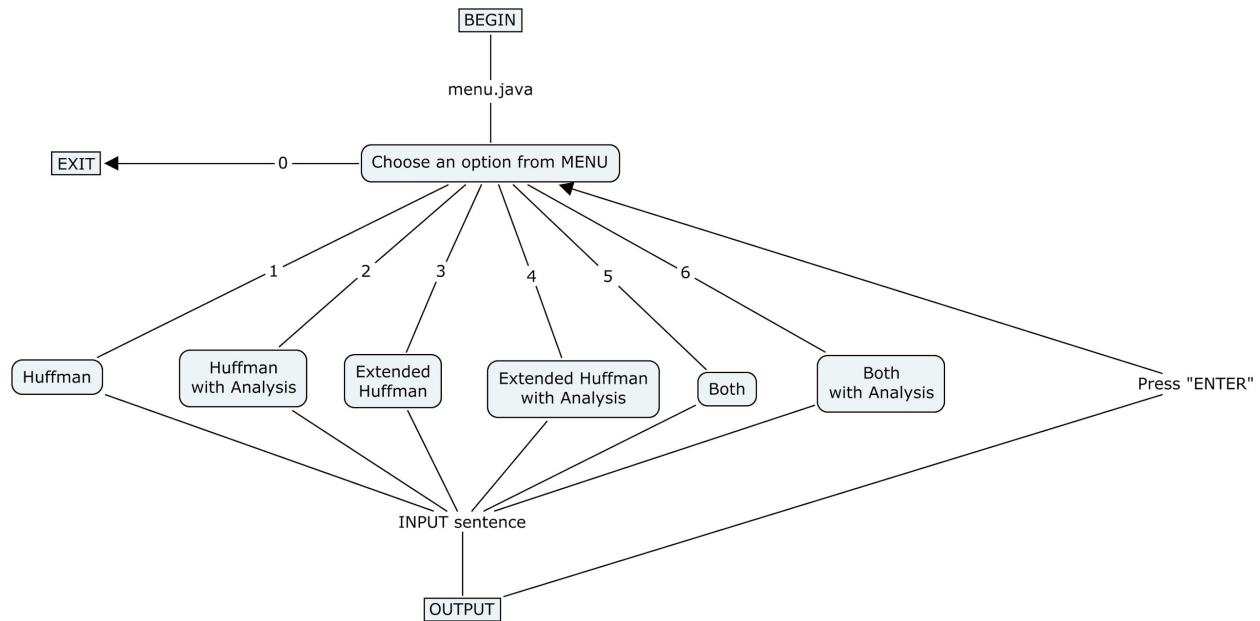 BEGIN
menu.java
EXIT
0
Choose an option from MENU
1
2
3
4
5
6
Huffman
Huffman
with Analysis
Extended
Huffman
Extended Huffman
with Analysis
Both
Both
with Analysis
Press "ENTER"
INPUT sentence
OUTPUT